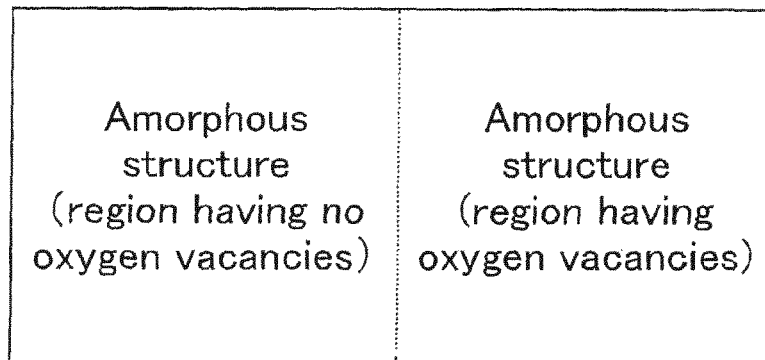 Amorphous
structure
(region having no
oxygen vacancies)
Amorphous
structure
(region having
oxygen vacancies)